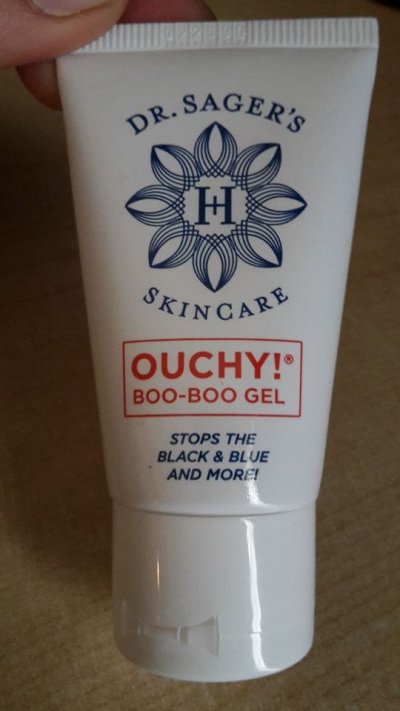 DR. SAGER'S
H
SKINCARE
OUCHY!®
BOO-BOO GEL
STOPS THE
BLACK & BLUE
AND MORE!